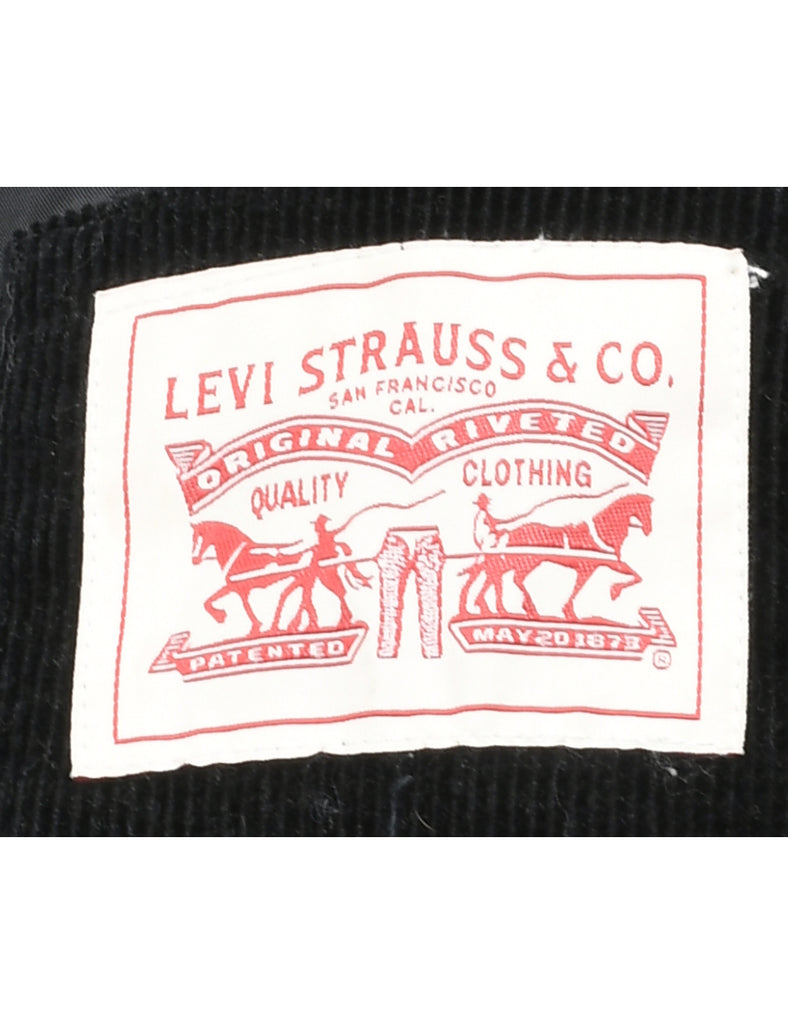 LEVI STRAUSS & CO.
SAN FRANCISCO
CAL.
ORIGINAL RIVETED
QUALITY CLOTHING
PATENTED MAY 20 1873
®